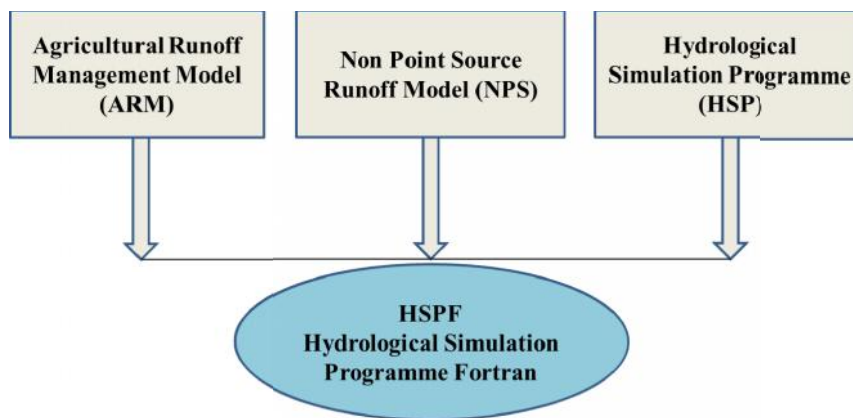 Agricultural Runoff
Management Model
(ARM)
Non Point Source
Runoff Model (NPS)
Hydrological
Simulation Programme
(HSP)
HSPF
Hydrological Simulation
Programme Fortran